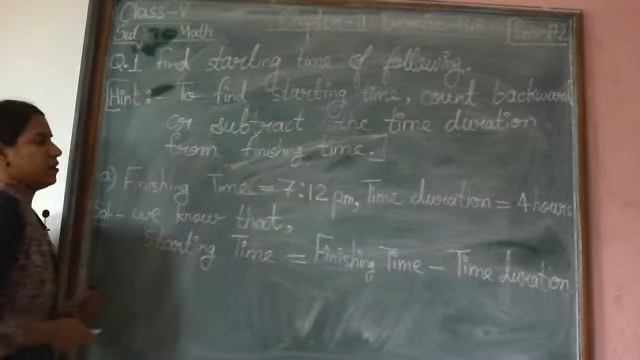 Class-V
Sub Math Chapter-11
Q.1 find starting time of following.
[Hint:- To find starting time, count backward
or subtract the time duration
from finishing time.]
a) Finishing Time = 7:12 pm, Time duration = 4 hours
Sol- we know that,
Starting Time = Finishing Time - Time duration